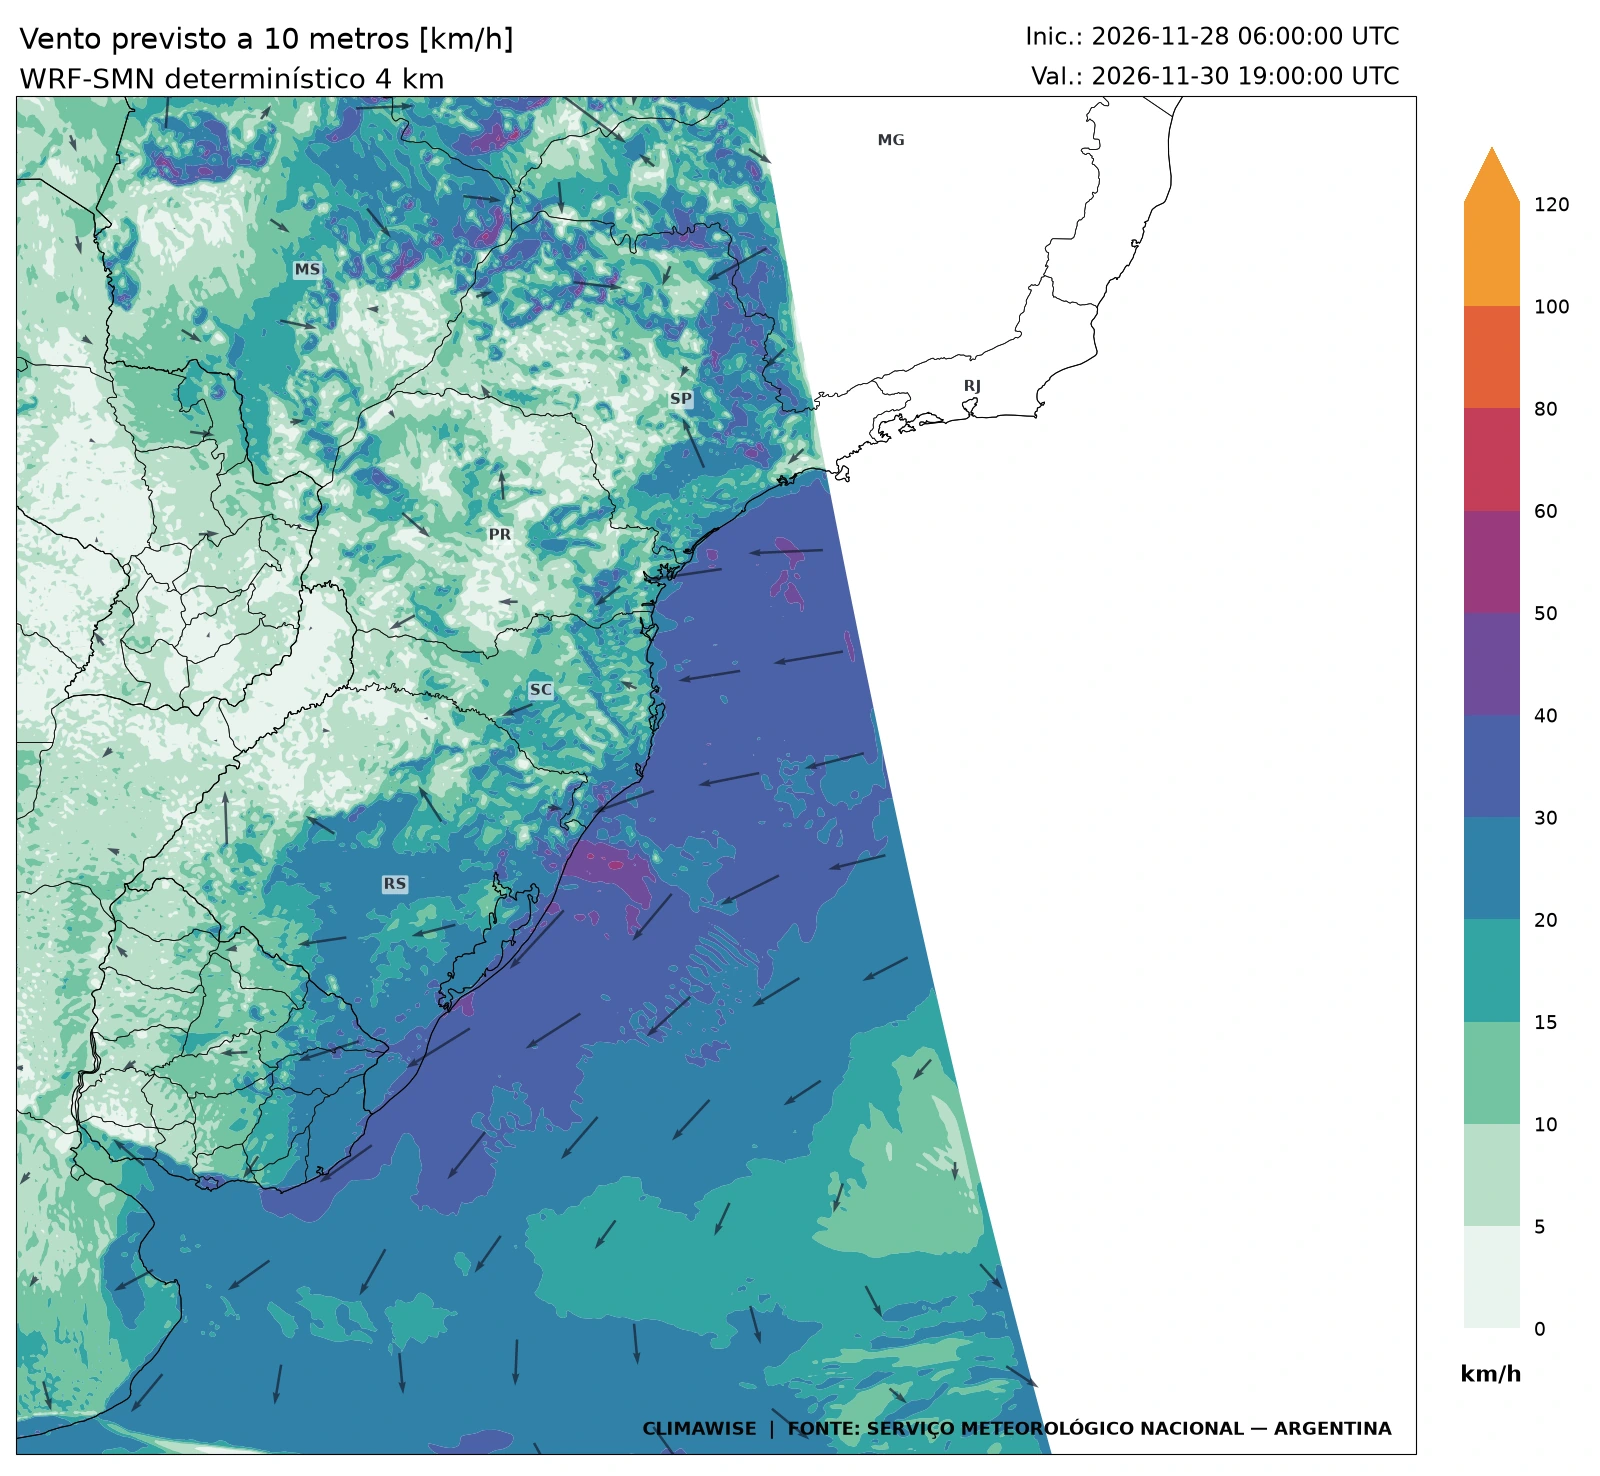 Vento previsto a 10 metros [km/h]
WRF-SMN determinístico 4 km
Inic.: 2026-11-28 06:00:00 UTC
Val.: 2026-11-30 19:00:00 UTC
MG
MS
RJ
SP
PR
SC
RS
120
100
80
60
50
40
30
20
15
10
5
0
km/h
CLIMAWISE | FONTE: SERVIÇO METEOROLÓGICO NACIONAL — ARGENTINA